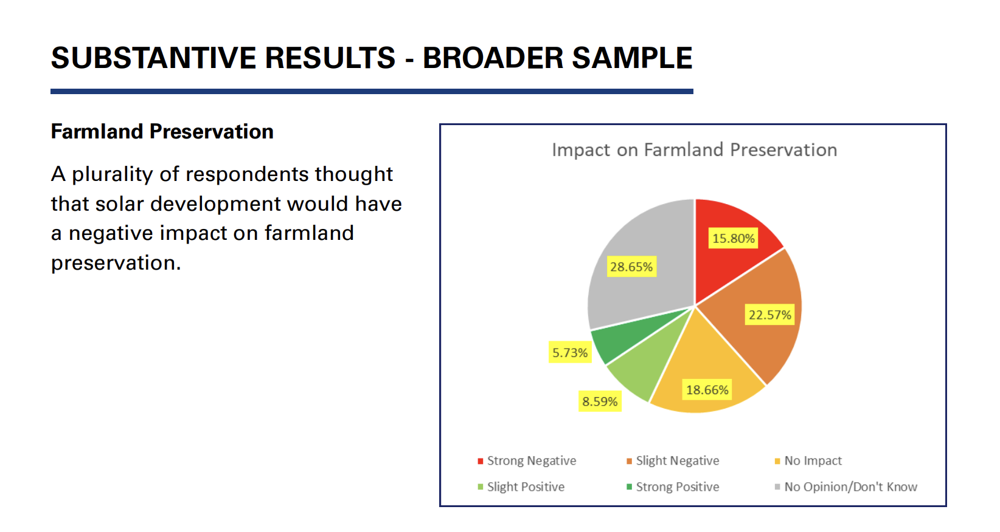 SUBSTANTIVE RESULTS - BROADER SAMPLE
Farmland Preservation
A plurality of respondents thought
that solar development would have
a negative impact on farmland
preservation.
Impact on Farmland Preservation
15.80%
28.65%
22.57%
5.73%
18.66%
8.59%
Strong Negative
Slight Negative
No Impact
Slight Positive
Strong Positive
No Opinion/Don't Know